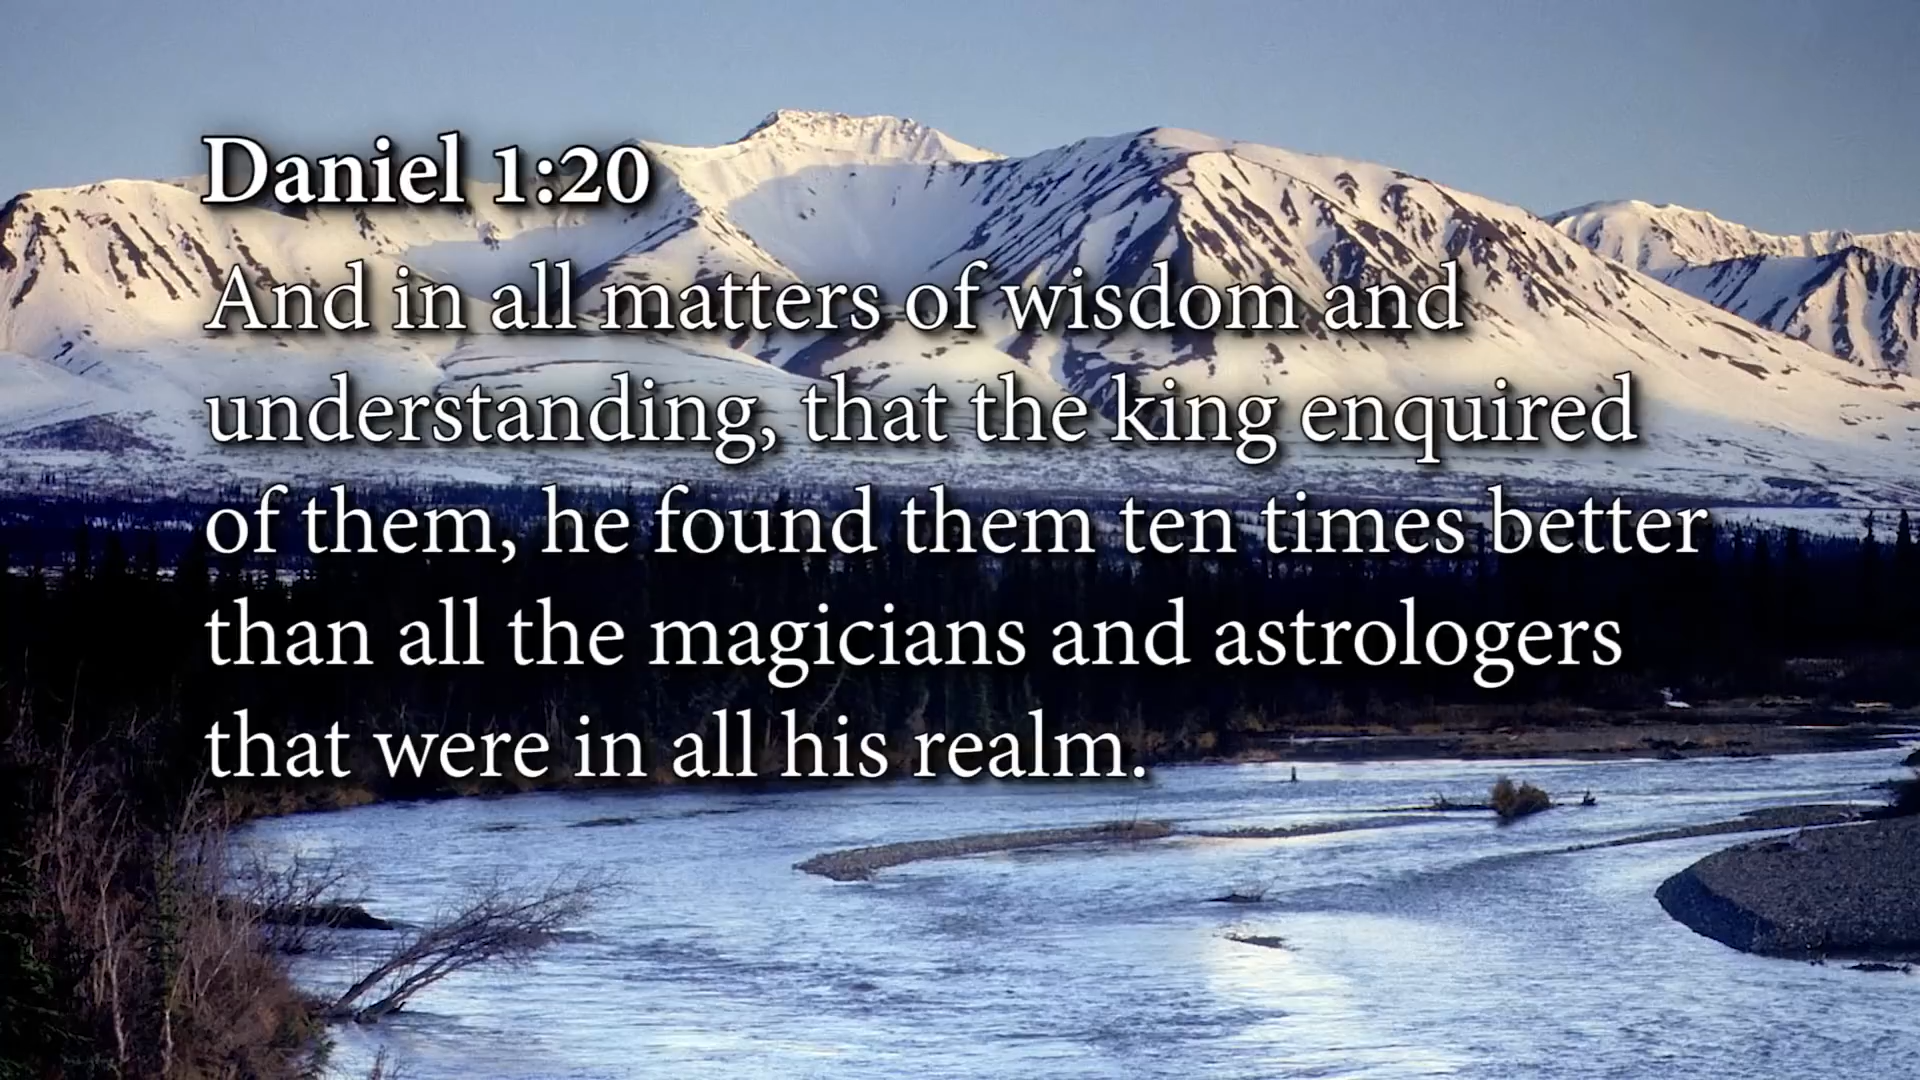 Daniel 1:20
And in all matters of wisdom and
understanding, that the king enquired
of them, he found them ten times better
than all the magicians and astrologers
that were in all his realm.